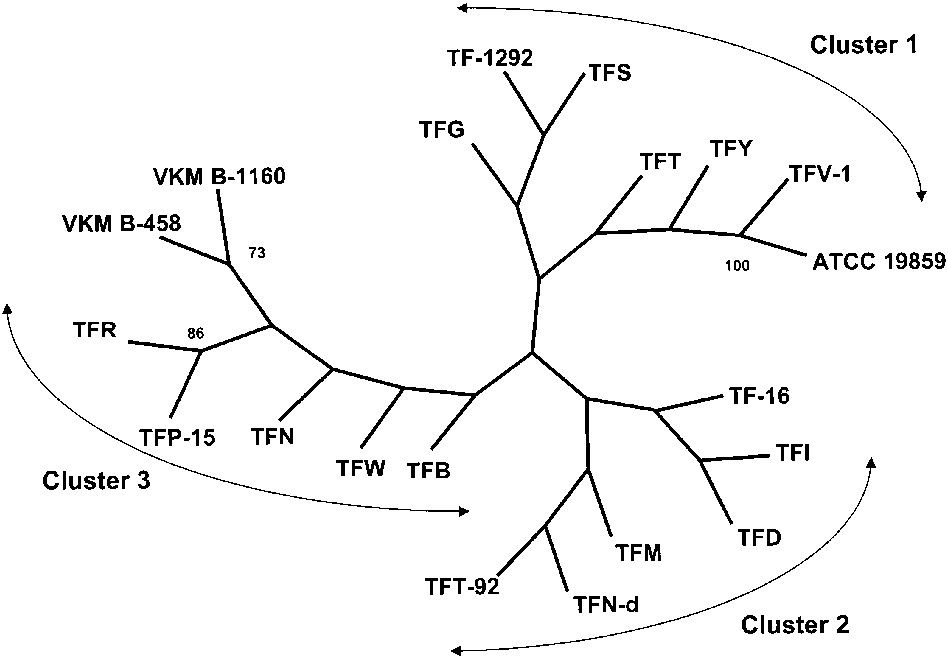 Cluster 1
TF-1292
TFS
TFG
TFT
TFY
TFV-1
VKM B-1160
VKM B-458
73
100
ATCC 19859
TFR
86
TF-16
TFP-15
TFN
TFW
TFB
TFI
Cluster 3
TFD
TFM
TFT-92
TFN-d
Cluster 2